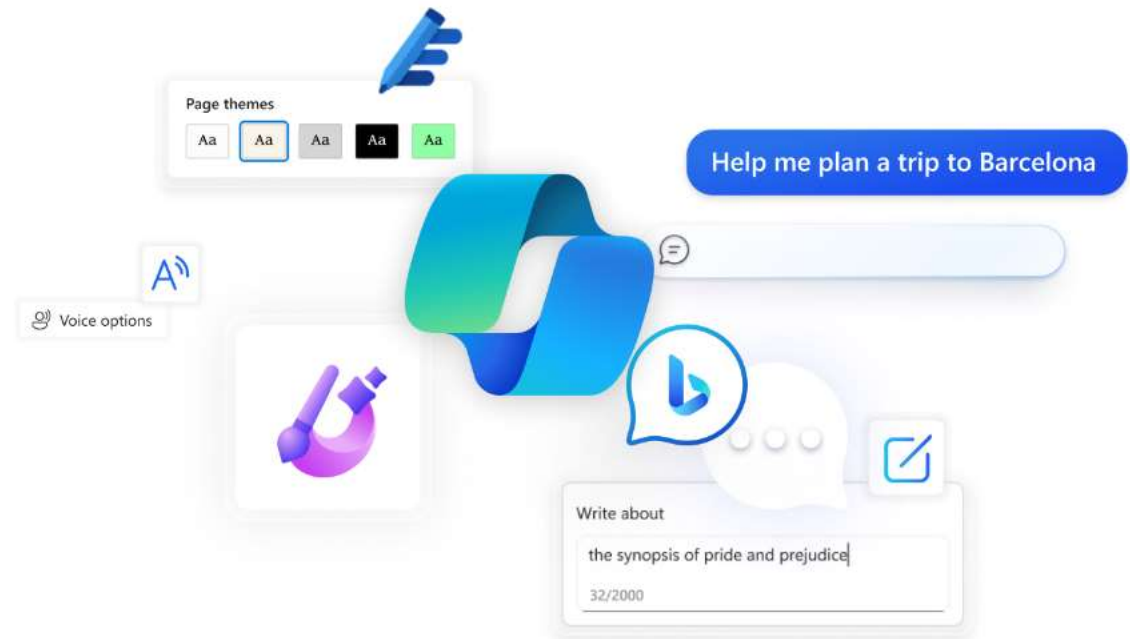 Page themes
Aa Aa Aa Aa Aa
Help me plan a trip to Barcelona
A
Voice options
b
Write about
the synopsis of pride and prejudice
32/2000